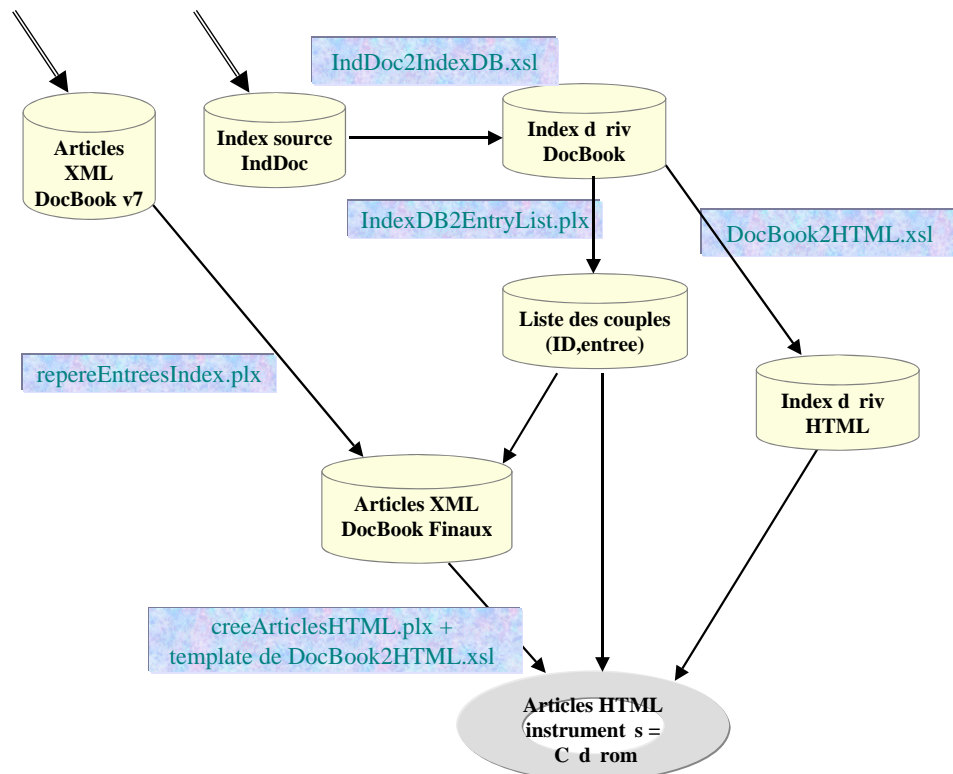 IndDoc2IndexDB.xsl
Articles
XML
DocBook v7
Index source
IndDoc
Index d riv
DocBook
IndexDB2EntryList.plx
DocBook2HTML.xsl
Liste des couples
(ID,entree)
repereEntreesIndex.plx
Index d riv
HTML
Articles XML
DocBook Finaux
creeArticlesHTML.plx +
template de DocBook2HTML.xsl
Articles HTML
instrument s =
C d rom